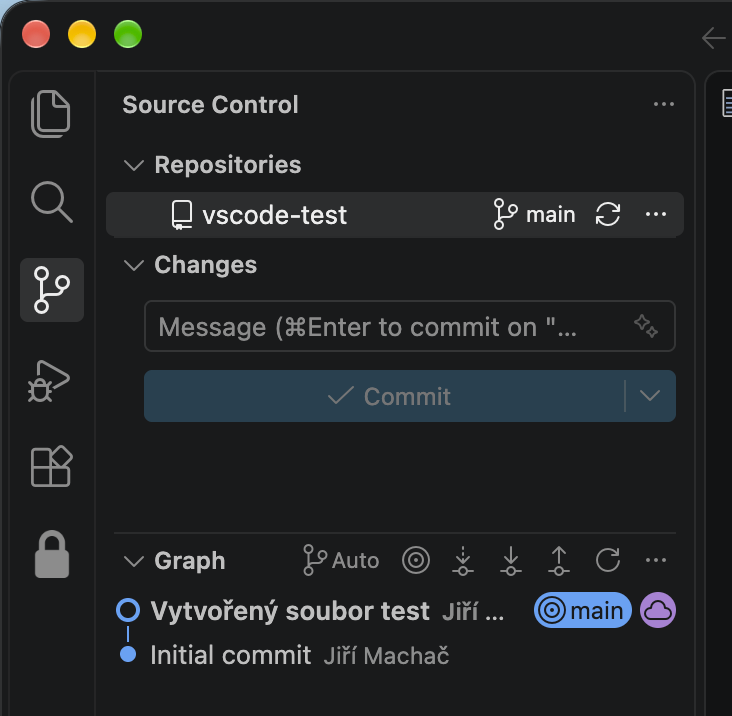 Source Control
Repositories
vscode-test main
Changes
Message (⌘Enter to commit on "...
Commit
Graph Auto
Vytvořený soubor test Jiří ... main
Initial commit Jiří Machač